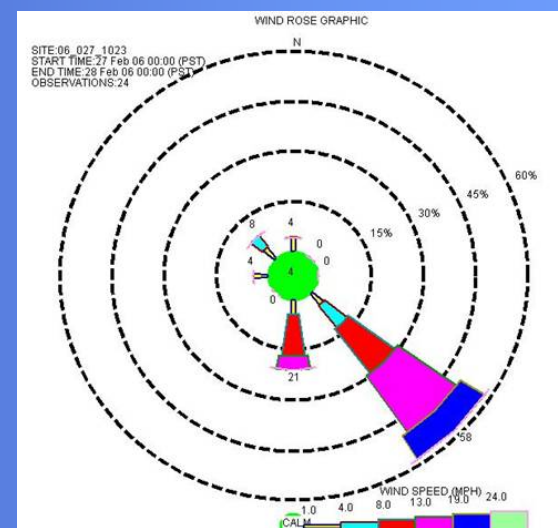 WIND ROSE GRAPHIC
N
SITE:06_027_1023
START TIME:27 Feb 06 00:00 (PST)
END TIME:28 Feb 06 00:00 (PST)
OBSERVATIONS:24
60%
45%
30%
15%
8
4
0
0
4
4
0
21
58
WIND SPEED (MPH)
CALM
1.0 4.0 8.0 13.0 19.0 24.0